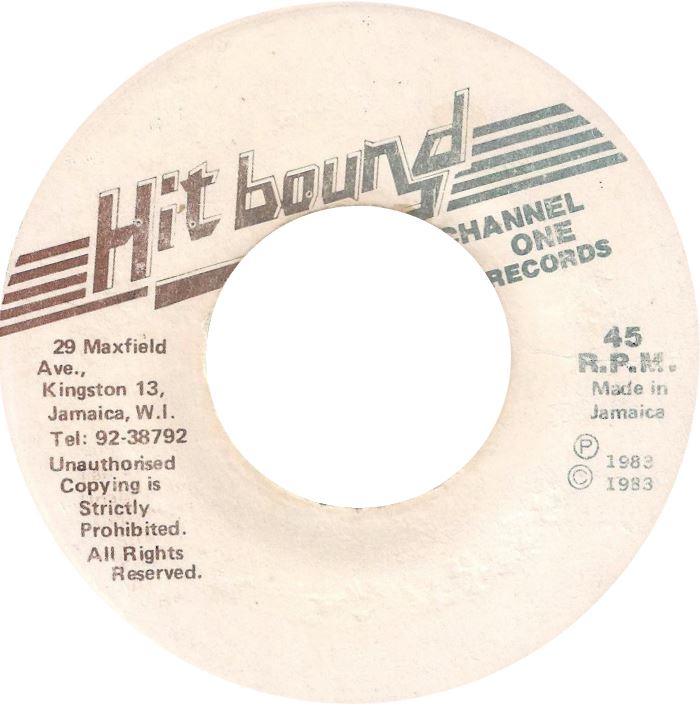 Hit bound
CHANNEL
ONE
RECORDS
29 Maxfield
Ave.,
Kingston 13,
Jamaica, W.I.
Tel: 92-38792
Unauthorised
Copying is
Strictly
Prohibited.
All Rights
Reserved.
45
R.P.M.
Made in
Jamaica
℗ 1983
© 1983